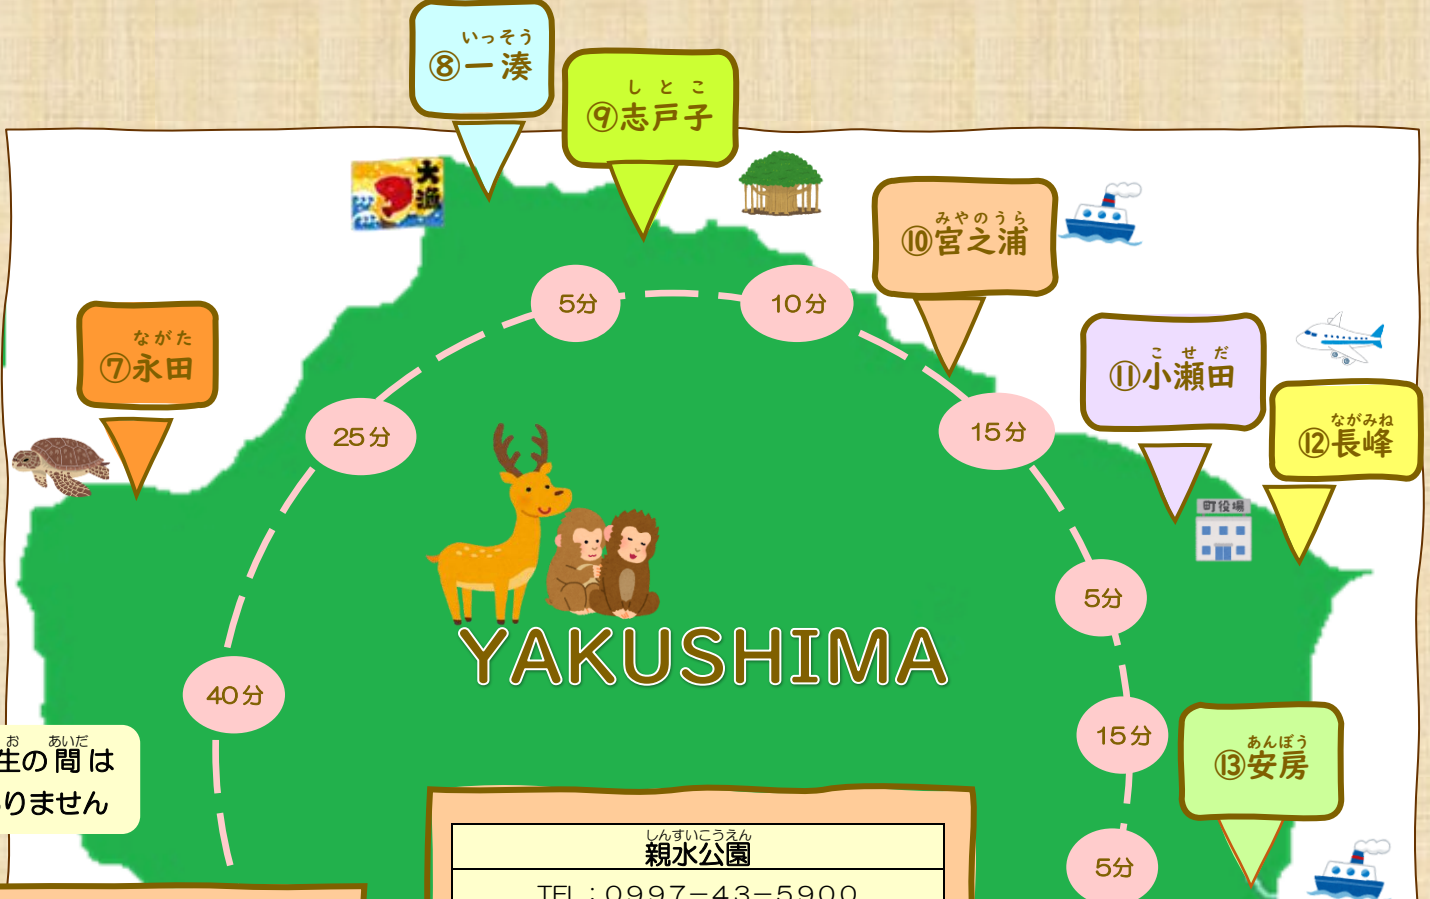 いっそう
⑧一湊
しとこ
⑨志戸子
大漁
みやのうら
⑩宮之浦
ながた
⑦永田
こせだ
⑪小瀬田
ながみね
⑫長峰
5分
10分
25分
15分
町役場
5分
YAKUSHIMA
40分
15分
あんぼう
⑬安房
お あいだ
生の間は
りません
5分
しんすいこうえん
親水公園
TEL：０９９７－４３－５９００